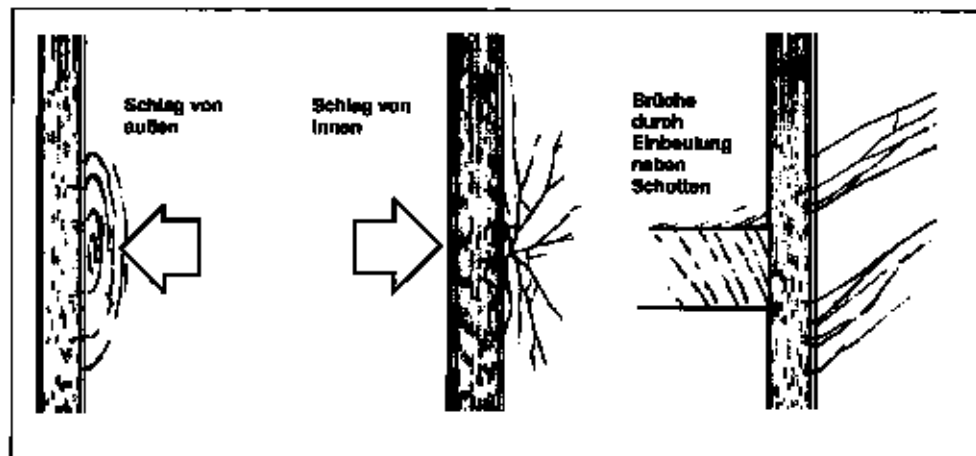 Schlag von
außen
Schlag von
innen
Brüche
durch
Einbeulung
neben
Schotten